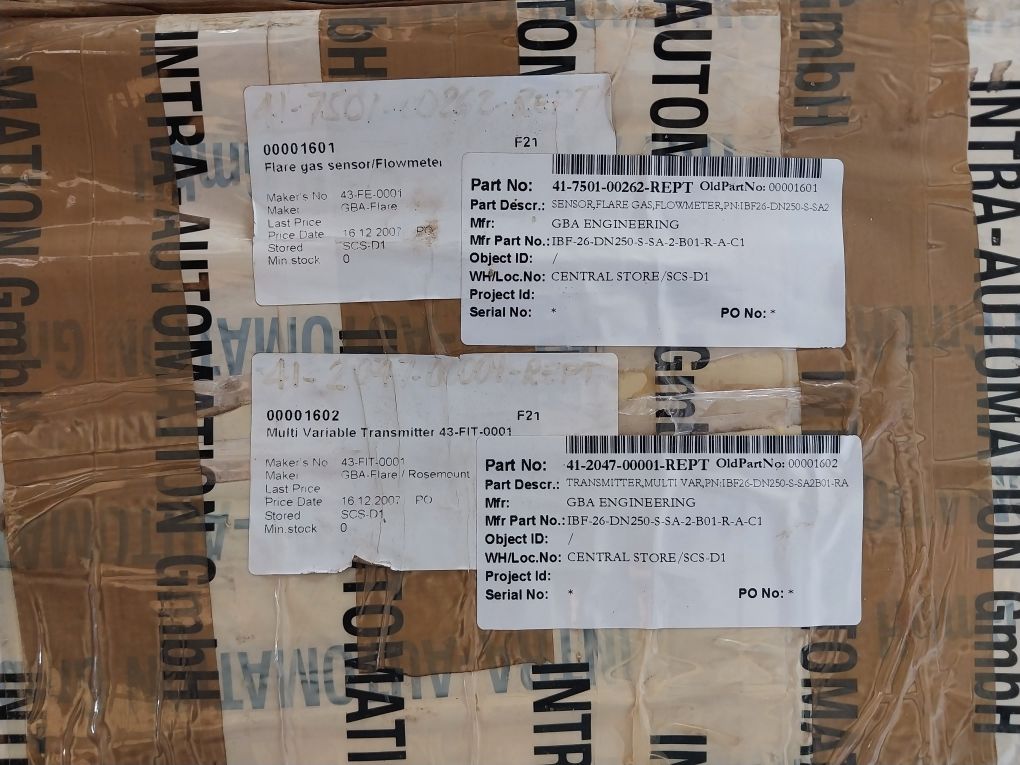 INTRA-AUTOMATION GmbH
41-7501-00262-REPT
00001601 F21
Flare gas sensor/Flowmeter
Maker's No 43-FE-0001
Maker GBA-Flare
Last Price
Price Date 16.12.2007 PO
Stored SCS-D1
Min.stock 0
Part No: 41-7501-00262-REPT OldPartNo: 00001601
Part Descr.: SENSOR,FLARE GAS,FLOWMETER,PN:IBF26-DN250-S-SA2
Mfr: GBA ENGINEERING
Mfr Part No.: IBF-26-DN250-S-SA-2-B01-R-A-C1
Object ID: /
WH/Loc.No: CENTRAL STORE/SCS-D1
Project Id:
Serial No: * PO No: *
41-2047-00001-REPT
00001602 F21
Multi Variable Transmitter 43-FIT-0001
Maker's No 43-FIT-0001
Maker GBA-Flare / Rosemount
Last Price
Price Date 16.12.2007 PO
Stored SCS-D1
Min.stock 0
Part No: 41-2047-00001-REPT OldPartNo: 00001602
Part Descr.: TRANSMITTER,MULTI VAR,PN:IBF26-DN250-S-SA2B01-RA
Mfr: GBA ENGINEERING
Mfr Part No.: IBF-26-DN250-S-SA-2-B01-R-A-C1
Object ID: /
WH/Loc.No: CENTRAL STORE/SCS-D1
Project Id:
Serial No: * PO No: *
INTRA-AUTOMATION GmbH